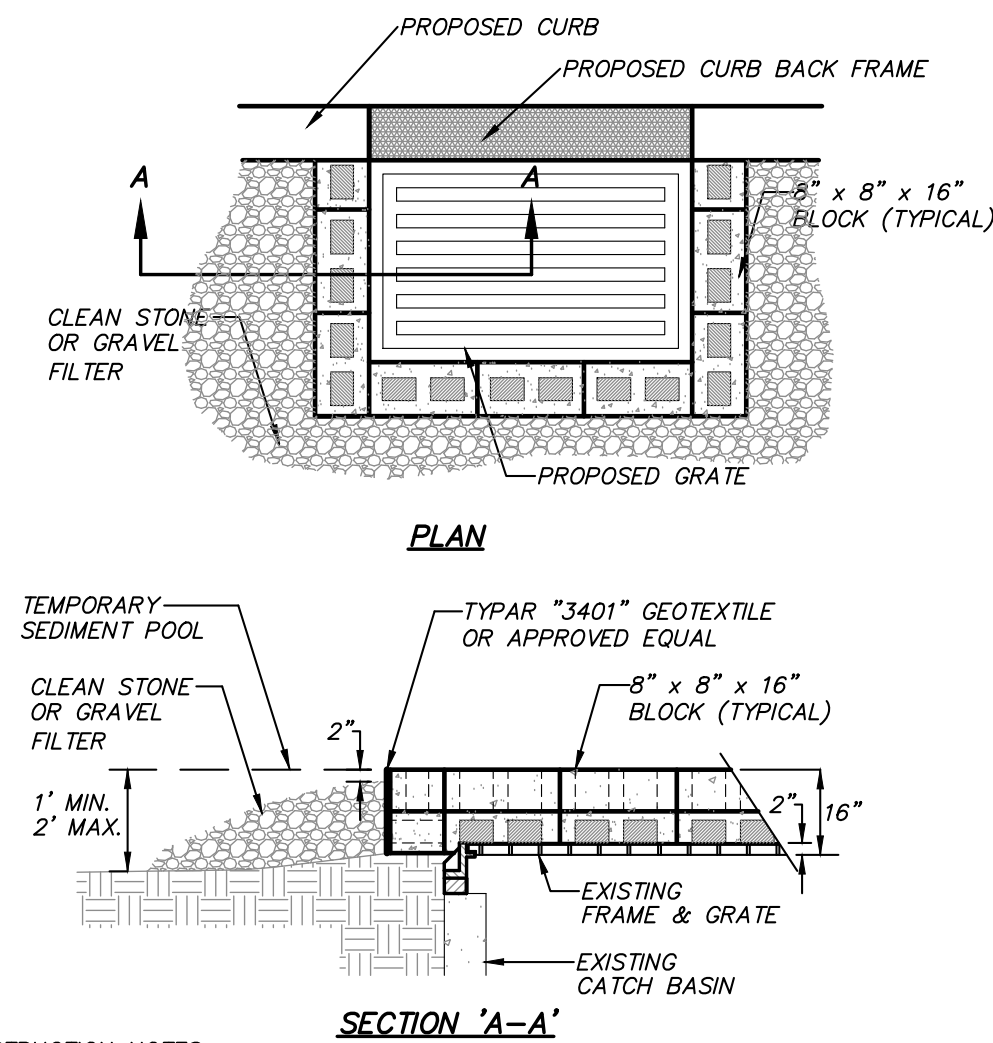 PROPOSED CURB
PROPOSED CURB BACK FRAME
A
A
8" x 8" x 16"
BLOCK (TYPICAL)
CLEAN STONE
OR GRAVEL
FILTER
PROPOSED GRATE
PLAN
TEMPORARY
SEDIMENT POOL
TYPAR "3401" GEOTEXTILE
OR APPROVED EQUAL
CLEAN STONE
OR GRAVEL
FILTER
8" x 8" x 16"
BLOCK (TYPICAL)
2"
1' MIN.
2' MAX.
2"
16"
EXISTING
FRAME & GRATE
EXISTING
CATCH BASIN
SECTION 'A-A'